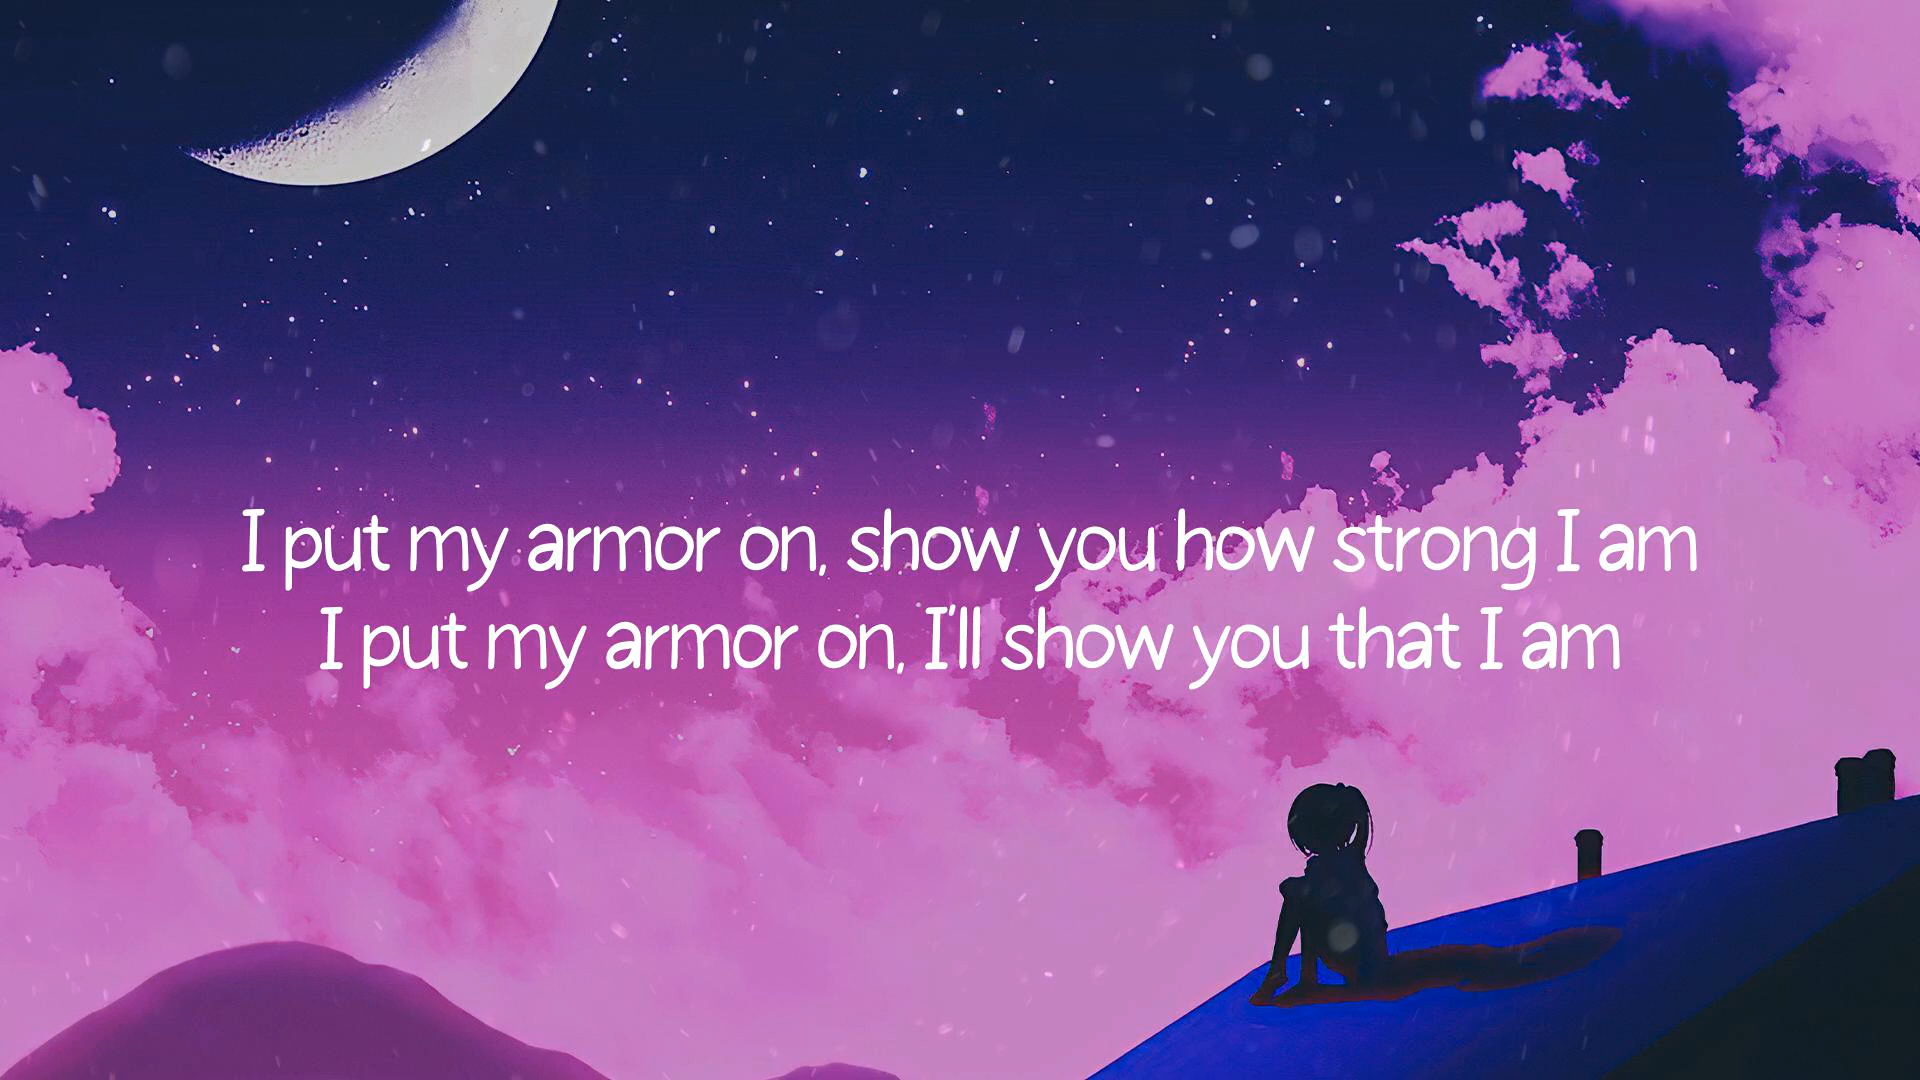 I put my armor on, show you how strong I am
I put my armor on, I'll show you that I am